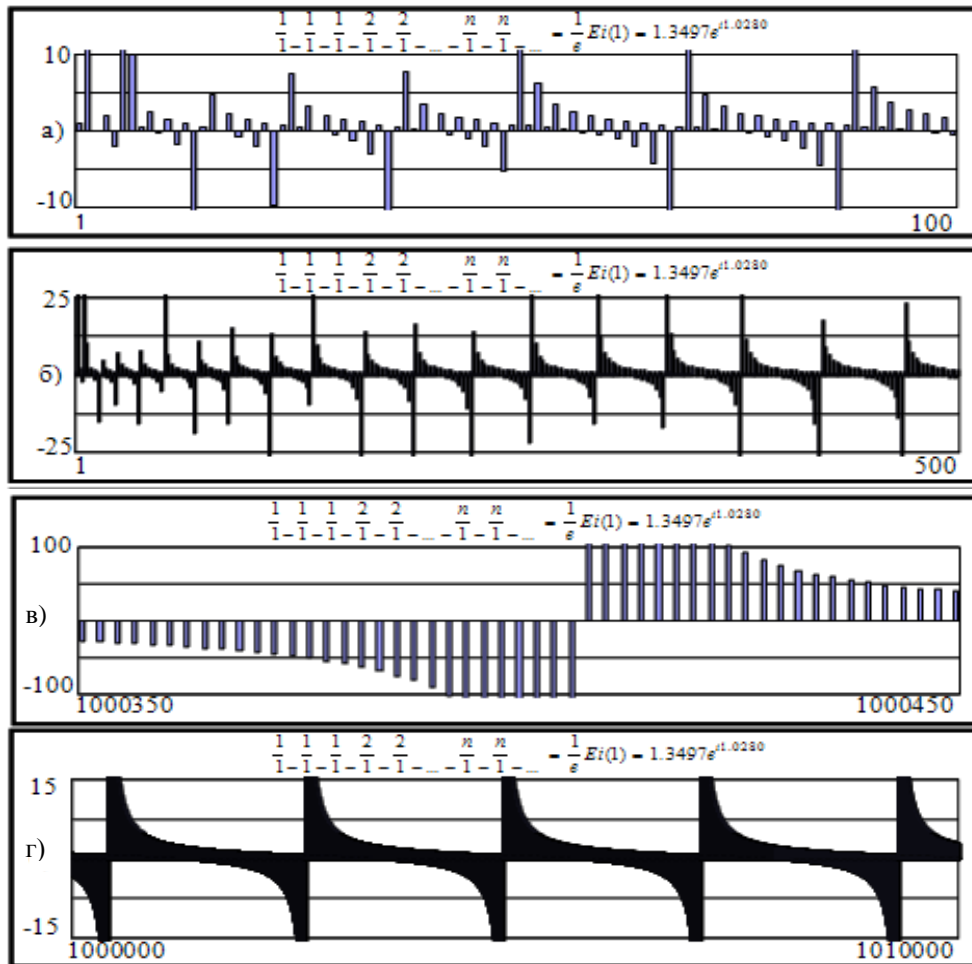 1/1- 1/1- 1/1- 2/1- 2/1- ... - n/1- n/1- ... = 1/e Ei(1) = 1.3497e^{i1.0280}
10
а)
-10
1 100
1/1- 1/1- 1/1- 2/1- 2/1- ... - n/1- n/1- ... = 1/e Ei(1) = 1.3497e^{i1.0280}
25
б)
-25
1 500
1/1- 1/1- 1/1- 2/1- 2/1- ... - n/1- n/1- ... = 1/e Ei(1) = 1.3497e^{i1.0280}
100
в)
-100
1000350 1000450
1/1- 1/1- 1/1- 2/1- 2/1- ... - n/1- n/1- ... = 1/e Ei(1) = 1.3497e^{i1.0280}
15
г)
-15
1000000 1010000